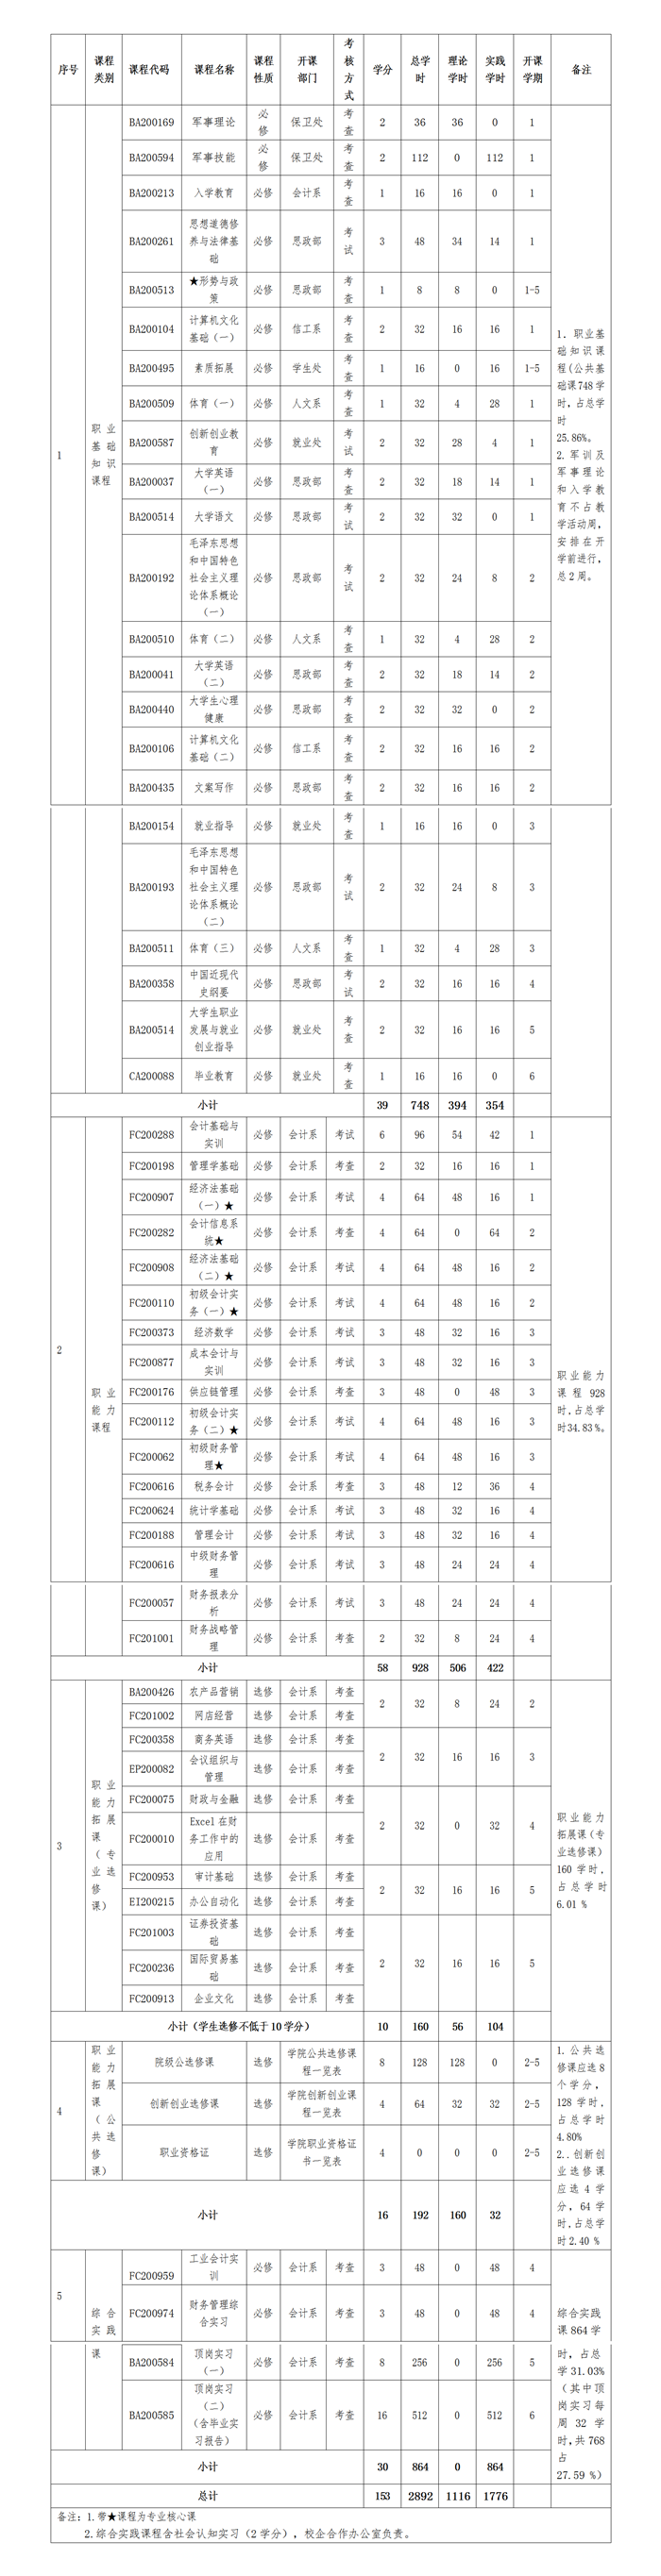 序号 课程类别 课程代码 课程名称 课程性质 开课部门 考核方式 学分 总学时 理论学时 实践学时 开课学期 备注
1 职业基础知识课程
BA200169 军事理论 必修 保卫处 考查 2 36 36 0 1
BA200594 军事技能 必修 保卫处 考查 2 112 0 112 1
BA200213 入学教育 必修 会计系 考查 1 16 16 0 1
BA200261 思想道德修养与法律基础 必修 思政部 考试 3 48 34 14 1
BA200513 ★形势与政策 必修 思政部 考查 1 8 8 0 1-5
BA200104 计算机文化基础（一） 必修 信工系 考查 2 32 16 16 1
BA200495 素质拓展 必修 学生处 考查 1 16 0 16 1-5
BA200509 体育（一） 必修 人文系 考查 1 32 4 28 1
BA200587 创新创业教育 必修 就业处 考试 2 32 28 4 1
BA200037 大学英语（一） 必修 思政部 考查 2 32 18 14 1
BA200514 大学语文 必修 思政部 考试 2 32 32 0 1
BA200192 毛泽东思想和中国特色社会主义理论体系概论（一） 必修 思政部 考试 2 32 24 8 2
BA200510 体育（二） 必修 人文系 考查 1 32 4 28 2
BA200041 大学英语（二） 必修 思政部 考查 2 32 18 14 2
BA200440 大学生心理健康 必修 思政部 考查 2 32 32 0 2
BA200106 计算机文化基础（二） 必修 信工系 考查 2 32 16 16 2
BA200435 文案写作 必修 思政部 考查 2 32 16 16 2
1. 职业基础知识课程(公共基础课748学时，占总学时25.86%。
2. 军训及军事理论和入学教育不占教学活动周，安排在开学前进行，总2周。
BA200154 就业指导 必修 就业处 考查 1 16 16 0 3
BA200193 毛泽东思想和中国特色社会主义理论体系概论（二） 必修 思政部 考试 2 32 24 8 3
BA200511 体育（三） 必修 人文系 考查 1 32 4 28 3
BA200358 中国近现代史纲要 必修 思政部 考试 2 32 16 16 4
BA200514 大学生职业发展与就业创业指导 必修 就业处 考查 2 32 16 16 5
CA200088 毕业教育 必修 就业处 考查 1 16 16 0 6
小计 39 748 394 354
2 职业能力课程
FC200288 会计基础与实训 必修 会计系 考试 6 96 54 42 1
FC200198 管理学基础 必修 会计系 考查 2 32 16 16 1
FC200907 经济法基础（一）★ 必修 会计系 考试 4 64 48 16 1
FC200282 会计信息系统★ 必修 会计系 考查 4 64 0 64 2
FC200908 经济法基础（二）★ 必修 会计系 考试 4 64 48 16 2
FC200110 初级会计实务（一）★ 必修 会计系 考试 4 64 48 16 2
FC200373 经济数学 必修 会计系 考试 3 48 32 16 3
FC200877 成本会计与实训 必修 会计系 考试 3 48 32 16 3
FC200176 供应链管理 必修 会计系 考查 3 48 0 48 3
FC200112 初级会计实务（二）★ 必修 会计系 考试 4 64 48 16 3
FC200062 初级财务管理★ 必修 会计系 考试 4 64 48 16 3
FC200616 税务会计 必修 会计系 考查 3 48 12 36 4
FC200624 统计学基础 必修 会计系 考试 3 48 32 16 4
FC200188 管理会计 必修 会计系 考试 3 48 32 16 4
FC200616 中级财务管理 必修 会计系 考试 3 48 24 24 4
职业能力课程928时，占总学时34.83%。
FC200057 财务报表分析 必修 会计系 考试 3 48 24 24 4
FC201001 财务战略管理 必修 会计系 考查 2 32 8 24 4
小计 58 928 506 422
3 职业能力拓展课（专业选修课）
BA200426 农产品营销 选修 会计系 考查 2 32 8 24 2
FC201002 网店经营 选修 会计系 考查
FC200358 商务英语 选修 会计系 考查 2 32 16 16 3
EP200082 会议组织与管理 选修 会计系 考查
FC200075 财政与金融 选修 会计系 考查 2 32 0 32 4
FC200010 Excel在财务工作中的应用 选修 会计系 考查
FC200953 审计基础 选修 会计系 考查 2 32 16 16 5
EI200215 办公自动化 选修 会计系 考查
FC201003 证券投资基础 选修 会计系 考查 2 32 16 16 5
FC200236 国际贸易基础 选修 会计系 考查
FC200913 企业文化 选修 会计系 考查
职业能力拓展课（专业选修课）160学时，占总学时6.01 %
小计（学生选修不低于10学分） 10 160 56 104
4 职业能力拓展课（公共选修课）
院级公选修课 选修 学院公共选修课程一览表 8 128 128 0 2-5
创新创业选修课 选修 学院创新创业课程一览表 4 64 32 32 2-5
职业资格证 选修 学院职业资格证书一览表 4 0 0 0 2-5
小计 16 192 160 32
1. 公共选修课应选8个学分，128学时，占总学时4.80%
2..创新创业选修课应选4学分，64学时，占总学时2.40 %
5 综合实践课
FC200959 工业会计实训 必修 会计系 考查 3 48 0 48 4
FC200974 财务管理综合实习 必修 会计系 考查 3 48 0 48 4
BA200584 顶岗实习（一） 必修 会计系 考查 8 256 0 256 5
BA200585 顶岗实习（二）（含毕业实习报告） 必修 会计系 考查 16 512 0 512 6
综合实践课864学时，占总学31.03%（其中顶岗实习每周32学时，共768占27.59 %）
小计 30 864 0 864
总计 153 2892 1116 1776
备注：1.带★课程为专业核心课
2.综合实践课程含社会认知实习（2学分），校企合作办公室负责。